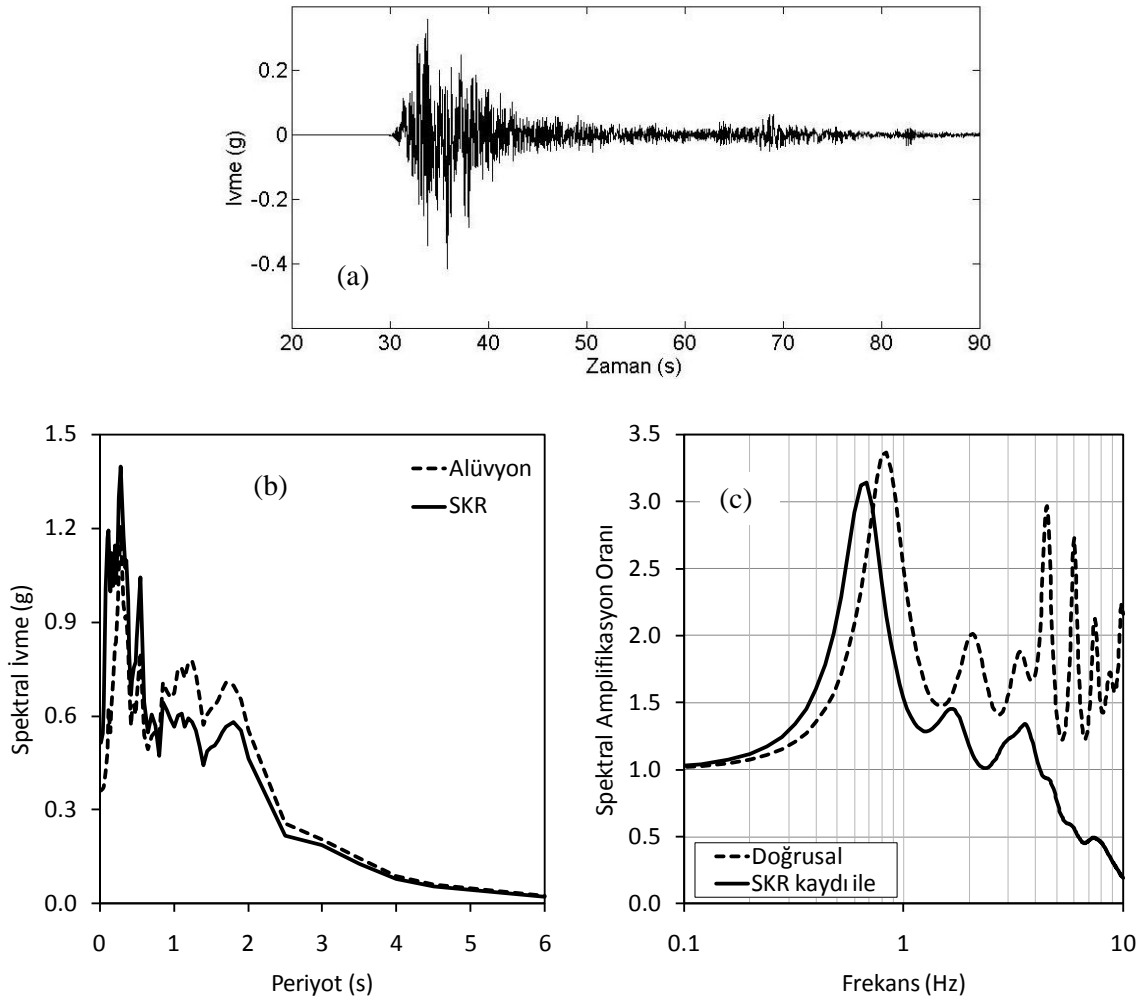 0.2
0
-0.2
-0.4
İvme (g)
(a)
20 30 40 50 60 70 80 90
Zaman (s)
1.5
1.2
0.9
0.6
0.3
0.0
Spektral İvme (g)
(b)
Alüvyon
SKR
0 1 2 3 4 5 6
Periyot (s)
3.5
3.0
2.5
2.0
1.5
1.0
0.5
0.0
Spektral Amplifikasyon Oranı
(c)
Doğrusal
SKR kaydı ile
0.1 1 10
Frekans (Hz)